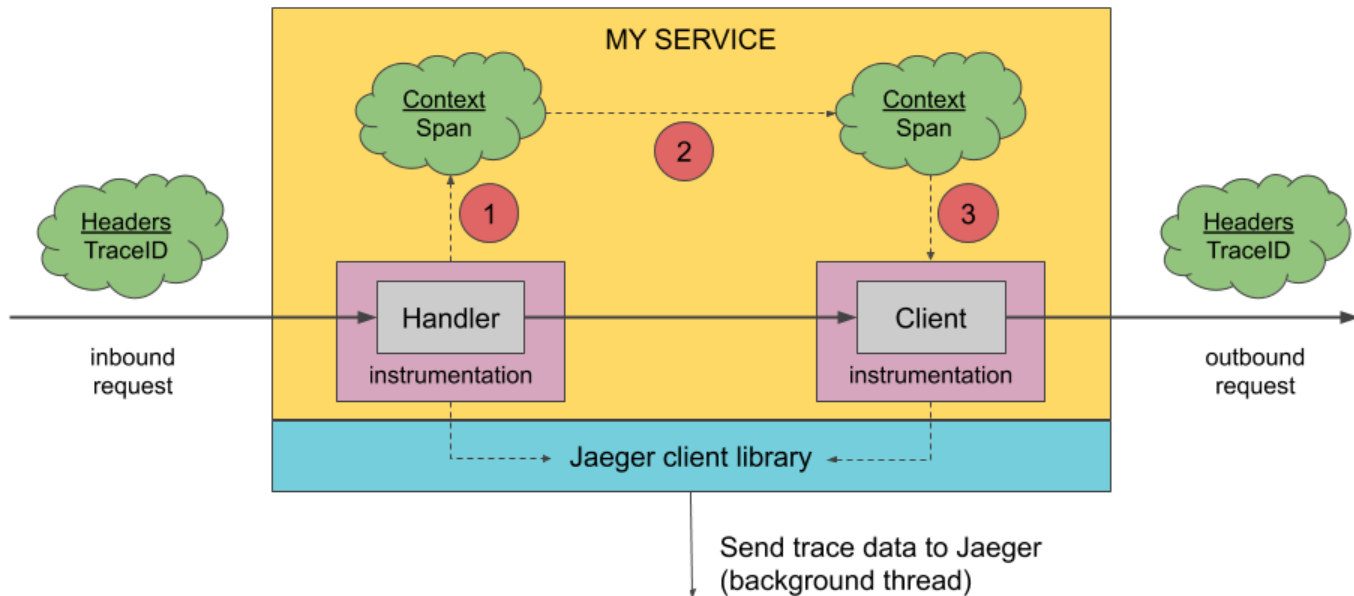 MY SERVICE
Context
Span
Context
Span
2
1
3
Headers
TraceID
Headers
TraceID
Handler
Client
inbound
request
instrumentation
instrumentation
outbound
request
Jaeger client library
Send trace data to Jaeger
(background thread)